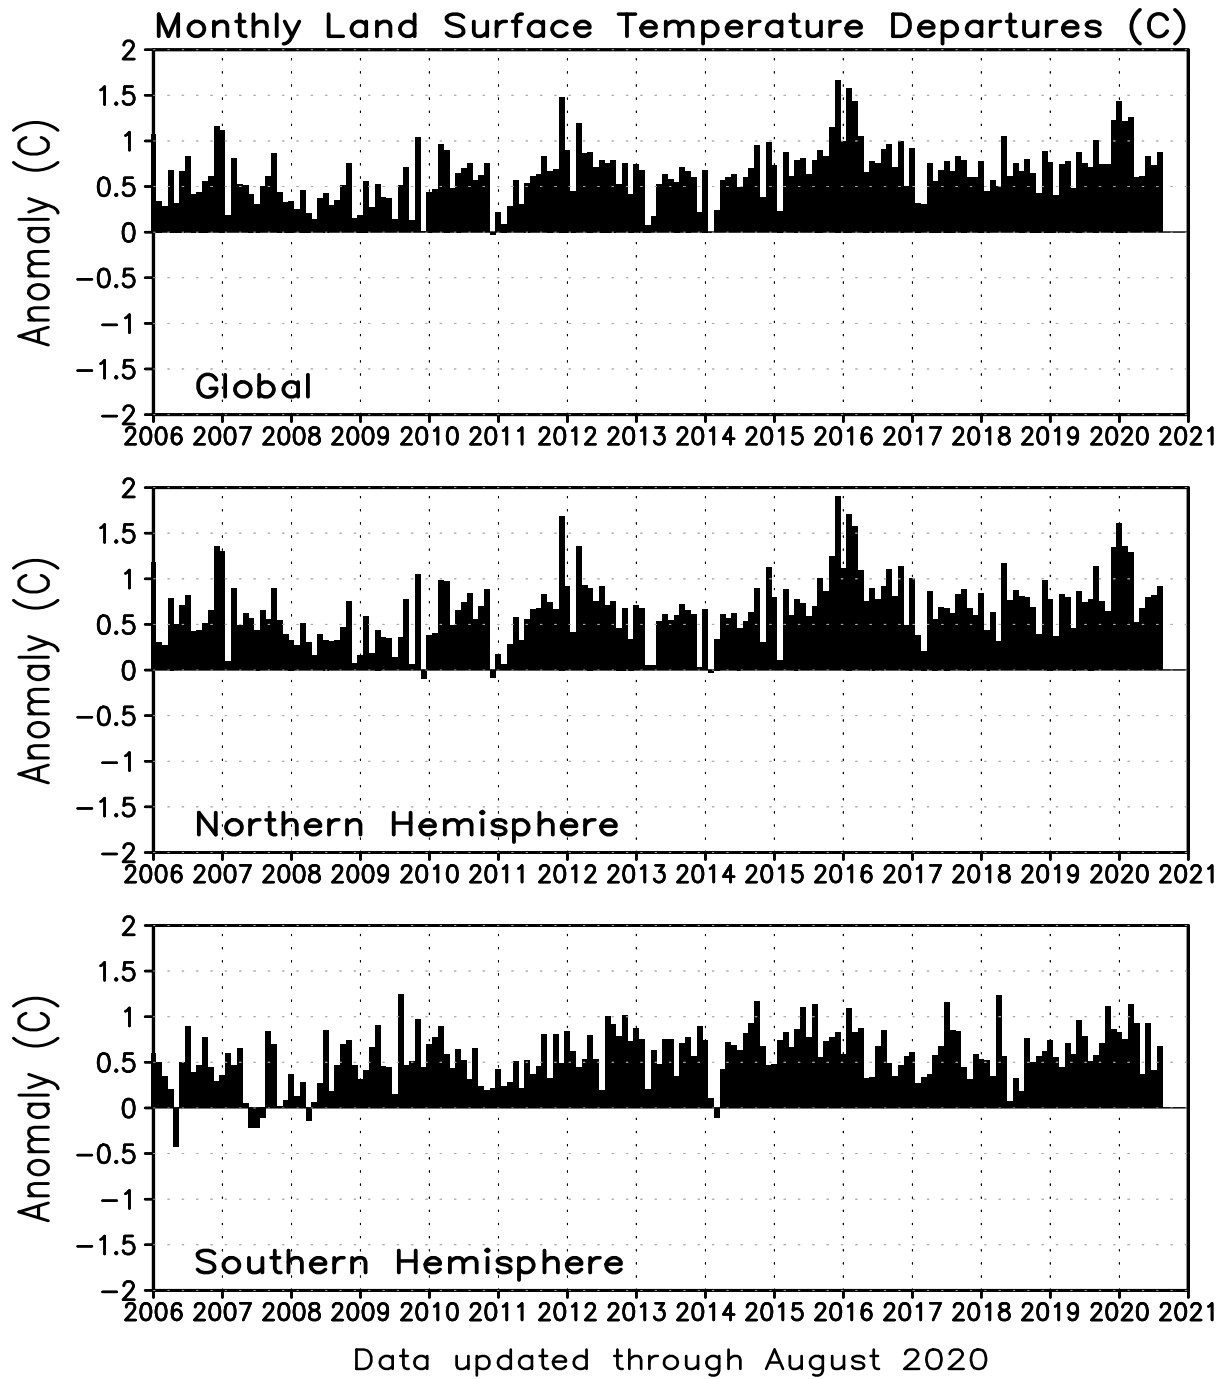 Monthly Land Surface Temperature Departures (C)
Anomaly (C)
2
1.5
1
0.5
0
−0.5
−1
−1.5
−2
Global
2006 2007 2008 2009 2010 2011 2012 2013 2014 2015 2016 2017 2018 2019 2020 2021
Anomaly (C)
2
1.5
1
0.5
0
−0.5
−1
−1.5
−2
Northern Hemisphere
2006 2007 2008 2009 2010 2011 2012 2013 2014 2015 2016 2017 2018 2019 2020 2021
Anomaly (C)
2
1.5
1
0.5
0
−0.5
−1
−1.5
−2
Southern Hemisphere
2006 2007 2008 2009 2010 2011 2012 2013 2014 2015 2016 2017 2018 2019 2020 2021
Data updated through August 2020